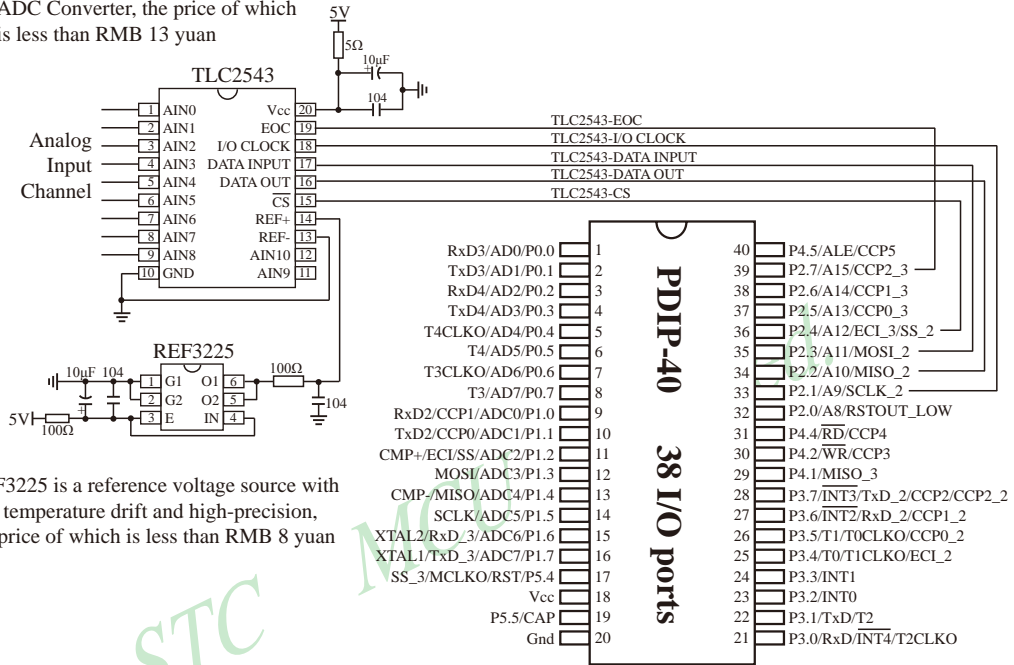 ADC Converter, the price of which
is less than RMB 13 yuan
5V
5Ω
10μF
+
104
TLC2543
1 AIN0 Vcc 20
2 AIN1 EOC 19
3 AIN2 I/O CLOCK 18
4 AIN3 DATA INPUT 17
5 AIN4 DATA OUT 16
6 AIN5 CS 15
7 AIN6 REF+ 14
8 AIN7 REF- 13
9 AIN8 AIN10 12
10 GND AIN9 11
Analog
Input
Channel
TLC2543-EOC
TLC2543-I/O CLOCK
TLC2543-DATA INPUT
TLC2543-DATA OUT
TLC2543-CS
REF3225
10μF 104
1 G1 O1 6
2 G2 O2 5
3 E IN 4
100Ω
104
5V
+
100Ω
F3225 is a reference voltage source with
temperature drift and high-precision,
price of which is less than RMB 8 yuan
RxD3/AD0/P0.0 1 40 P4.5/ALE/CCP5
TxD3/AD1/P0.1 2 39 P2.7/A15/CCP2_3
RxD4/AD2/P0.2 3 38 P2.6/A14/CCP1_3
TxD4/AD3/P0.3 4 37 P2.5/A13/CCP0_3
T4CLKO/AD4/P0.4 5 36 P2.4/A12/ECI_3/SS_2
T4/AD5/P0.5 6 35 P2.3/A11/MOSI_2
T3CLKO/AD6/P0.6 7 34 P2.2/A10/MISO_2
T3/AD7/P0.7 8 33 P2.1/A9/SCLK_2
RxD2/CCP1/ADC0/P1.0 9 32 P2.0/A8/RSTOUT_LOW
TxD2/CCP0/ADC1/P1.1 10 31 P4.4/RD/CCP4
CMP+/ECI/SS/ADC2/P1.2 11 30 P4.2/WR/CCP3
MOSI/ADC3/P1.3 12 29 P4.1/MISO_3
CMP-/MISO/ADC4/P1.4 13 28 P3.7/INT3/TxD_2/CCP2/CCP2_2
SCLK/ADC5/P1.5 14 27 P3.6/INT2/RxD_2/CCP1_2
XTAL2/RxD_3/ADC6/P1.6 15 26 P3.5/T1/T0CLKO/CCP0_2
XTAL1/TxD_3/ADC7/P1.7 16 25 P3.4/T0/T1CLKO/ECI_2
SS_3/MCLKO/RST/P5.4 17 24 P3.3/INT1
Vcc 18 23 P3.2/INT0
P5.5/CAP 19 22 P3.1/TxD/T2
Gnd 20 21 P3.0/RxD/INT4/T2CLKO
PDIP-40 38 I/O ports
STC MCU